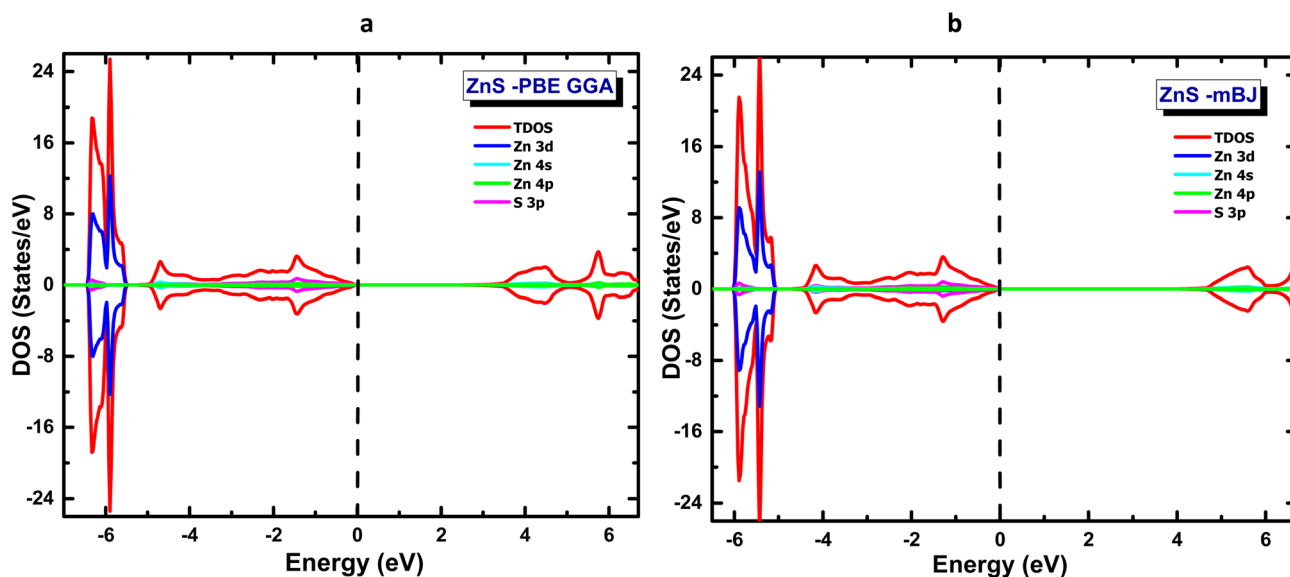 a
ZnS -PBE GGA
TDOS
Zn 3d
Zn 4s
Zn 4p
S 3p
DOS (States/eV)
24
16
8
0
-8
-16
-24
-6
-4
-2
0
2
4
6
Energy (eV)
b
ZnS -mBJ
TDOS
Zn 3d
Zn 4s
Zn 4p
S 3p
DOS (States/eV)
24
16
8
0
-8
-16
-24
-6
-4
-2
0
2
4
6
Energy (eV)